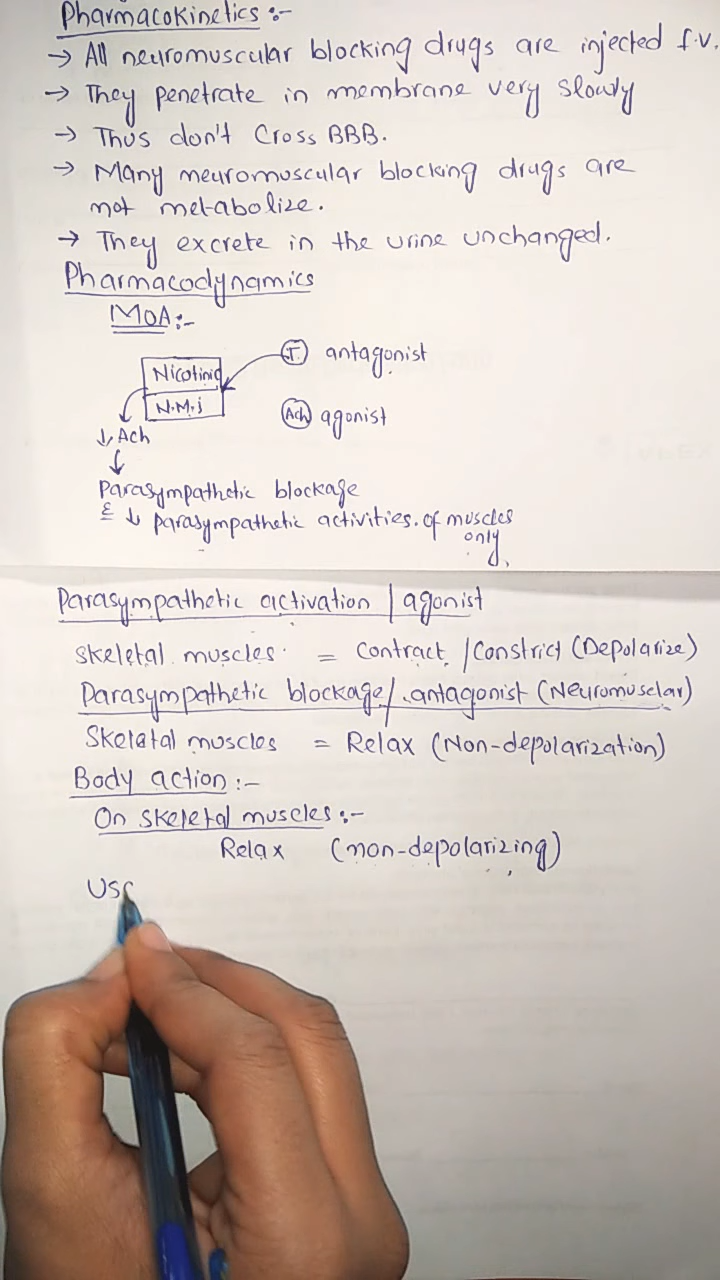 Pharmacokinetics :-
→ All neuromuscular blocking drugs are injected I.V.
→ They penetrate in membrane very slowly
→ Thus don't Cross BBB.
→ Many neuromuscular blocking drugs are
not metabolize.
→ They excrete in the urine unchanged.
Pharmacodynamics
MOA:-
T antagonist
Nicotinic
N.M.j
Ach agonist
↓ Ach
↓
Parasympathetic blockage
& ↓ parasympathetic activities. of muscles
only,
Parasympathetic activation / agonist
Skeletal muscles = Contract / Constrict (Depolarize)
Parasympathetic blockage / antagonist (Neuromusclar)
Skeletal muscles = Relax (Non-depolarization)
Body action :-
On skeletal muscles :-
Relax (non-depolarizing)
Use